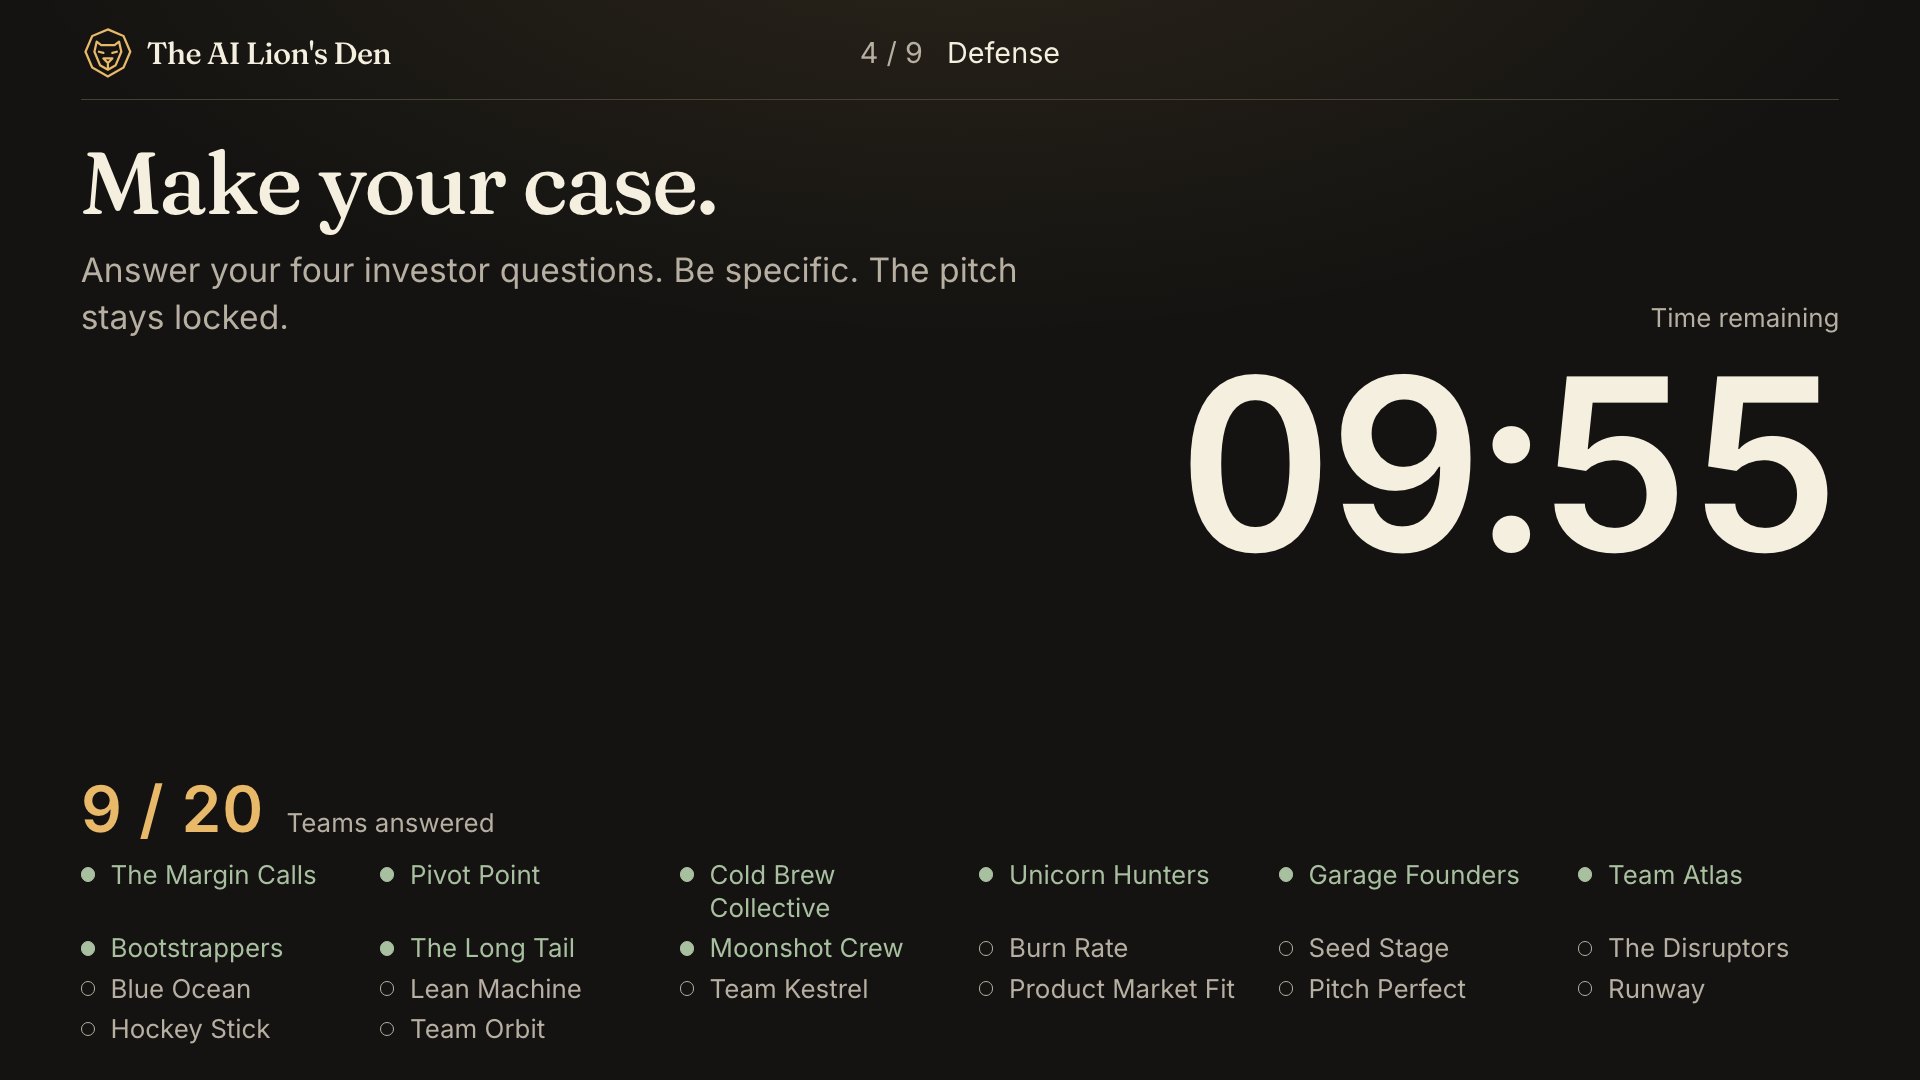 The AI Lion's Den
4 / 9 Defense
Make your case.
Answer your four investor questions. Be specific. The pitch
stays locked.
Time remaining
09:55
9 / 20 Teams answered
The Margin Calls
Pivot Point
Cold Brew
Collective
Unicorn Hunters
Garage Founders
Team Atlas
Bootstrappers
The Long Tail
Moonshot Crew
Burn Rate
Seed Stage
The Disruptors
Blue Ocean
Lean Machine
Team Kestrel
Product Market Fit
Pitch Perfect
Runway
Hockey Stick
Team Orbit